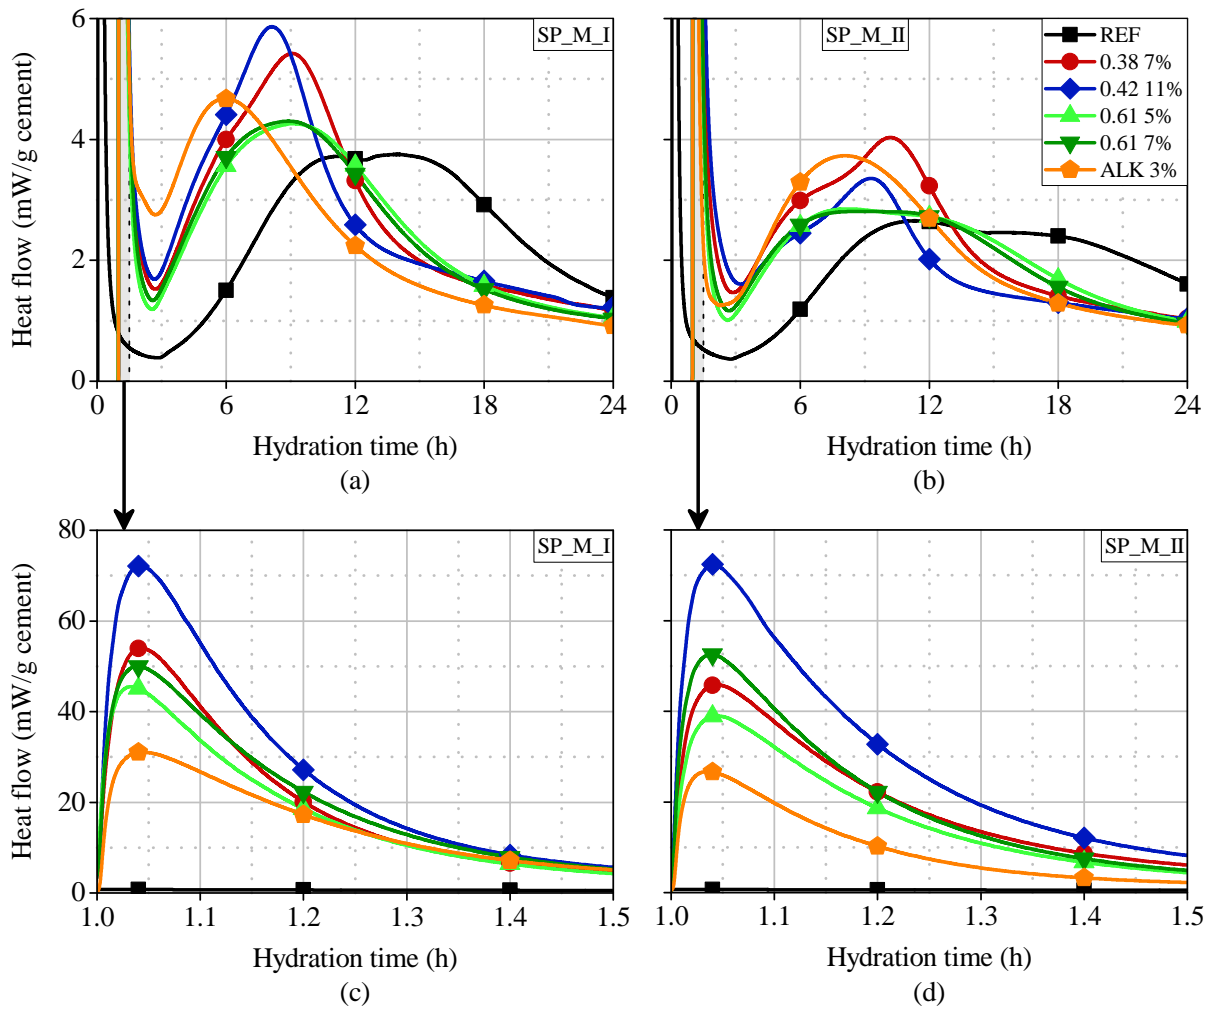 6
4
2
0
Heat flow (mW/g cement)
SP_M_I
0 6 12 18 24
Hydration time (h)
(a)
SP_M_II
REF
0.38 7%
0.42 11%
0.61 5%
0.61 7%
ALK 3%
0 6 12 18 24
Hydration time (h)
(b)
80
60
40
20
0
Heat flow (mW/g cement)
SP_M_I
1.0 1.1 1.2 1.3 1.4 1.5
Hydration time (h)
(c)
SP_M_II
1.0 1.1 1.2 1.3 1.4 1.5
Hydration time (h)
(d)